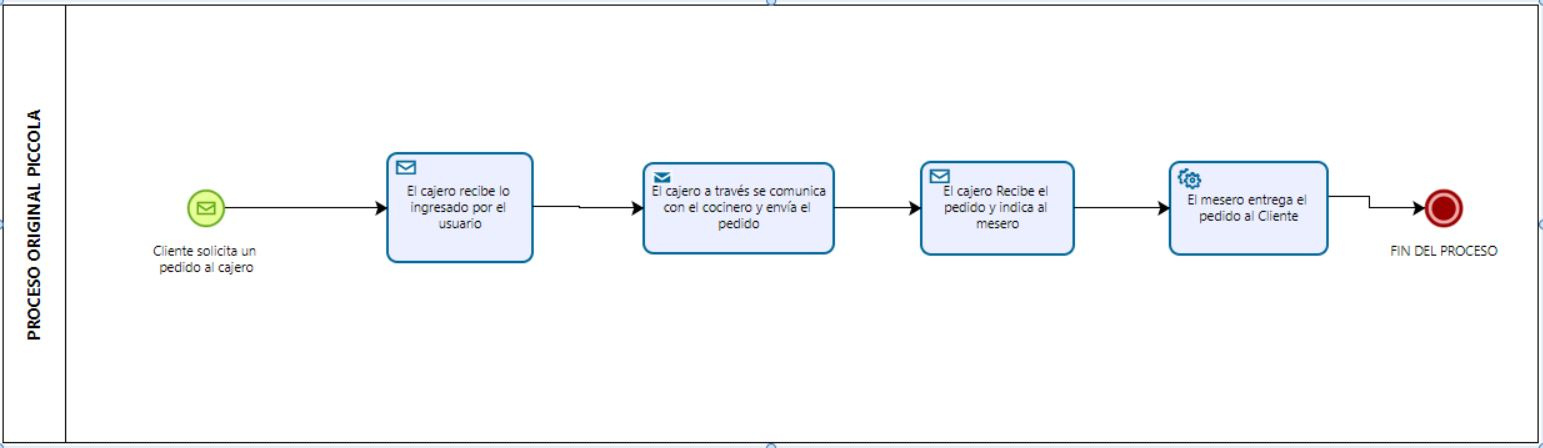 PROCESO ORIGINAL PICCOLA
Cliente solicita un
pedido al cajero
El cajero recibe lo
ingresado por el
usuario
El cajero a través se comunica
con el cocinero y envía el
pedido
El cajero Recibe el
pedido y indica al
mesero
El mesero entrega el
pedido al Cliente
FIN DEL PROCESO